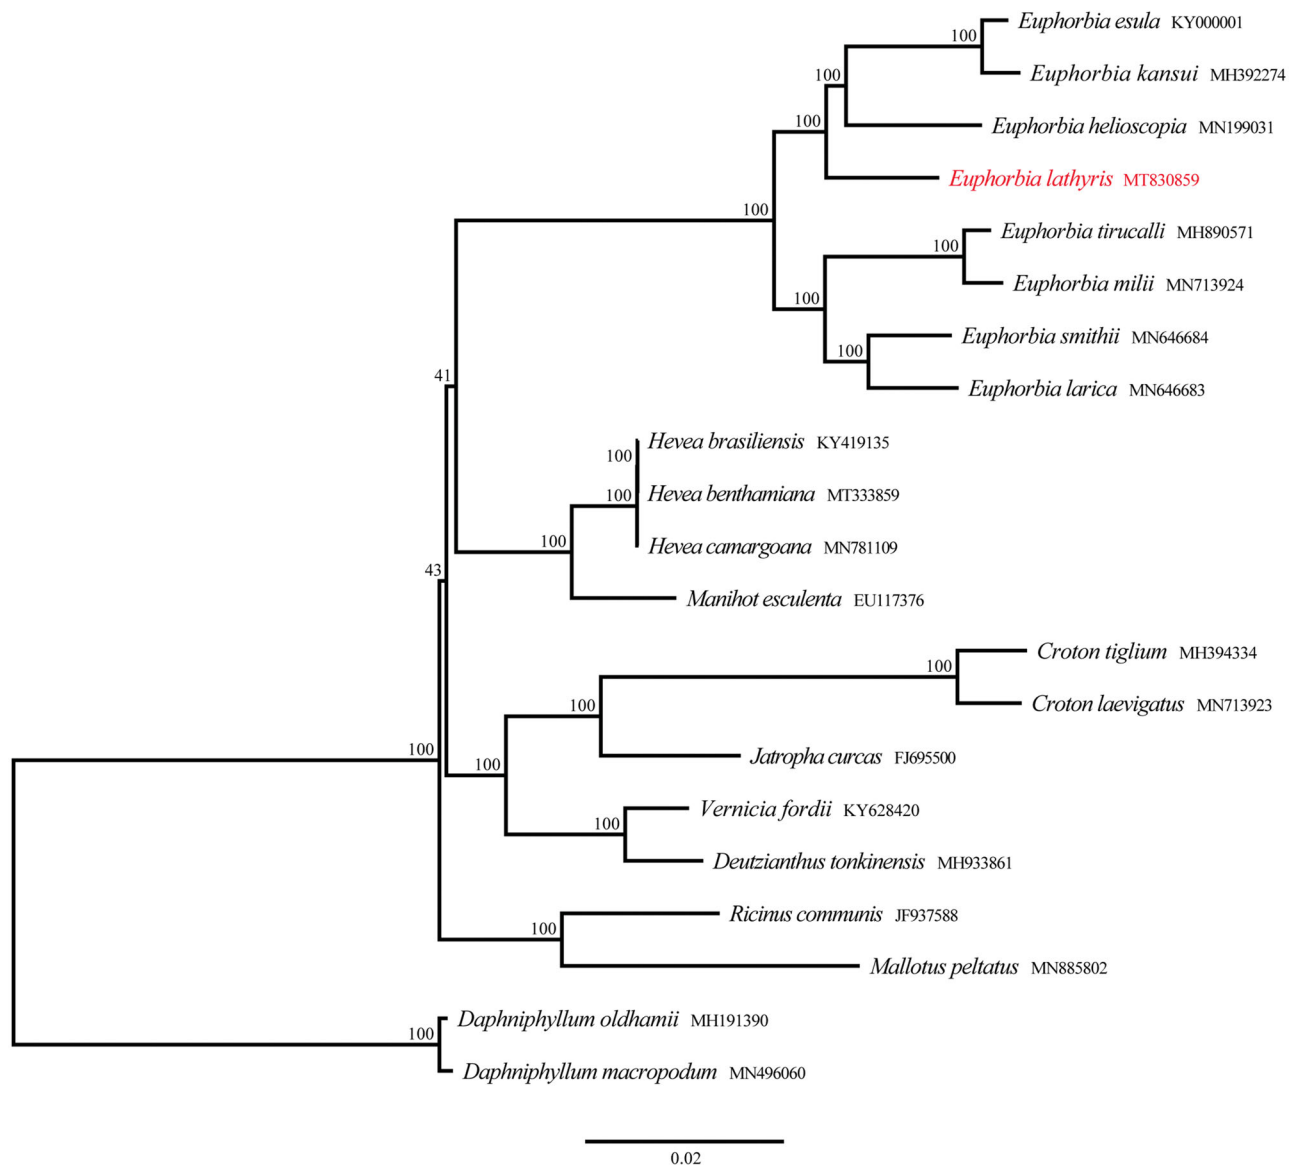 Euphorbia esula KY000001
100
Euphorbia kansui MH392274
100
Euphorbia helioscopia MN199031
100
Euphorbia lathyris MT830859
100
Euphorbia tirucalli MH890571
100
Euphorbia milii MN713924
100
Euphorbia smithii MN646684
100
Euphorbia larica MN646683
41
Hevea brasiliensis KY419135
100
Hevea benthamiana MT333859
100
Hevea camargoana MN781109
100
43
Manihot esculenta EU117376
Croton tiglium MH394334
100
Croton laevigatus MN713923
100
Jatropha curcas FJ695500
100
100
Vernicia fordii KY628420
100
Deutzianthus tonkinensis MH933861
Ricinus communis JF937588
100
Mallotus peltatus MN885802
Daphniphyllum oldhamii MH191390
100
Daphniphyllum macropodum MN496060
0.02